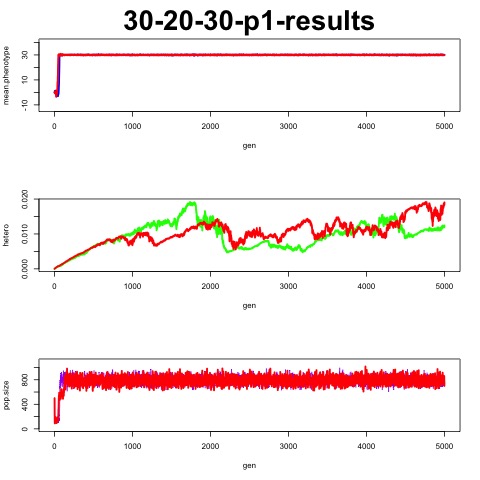 30-20-30-p1-results
mean.phenotype
-10 10 30
0 1000 2000 3000 4000 5000
gen
hetero
0.000 0.010 0.020
0 1000 2000 3000 4000 5000
gen
pop.size
0 400 800
0 1000 2000 3000 4000 5000
gen